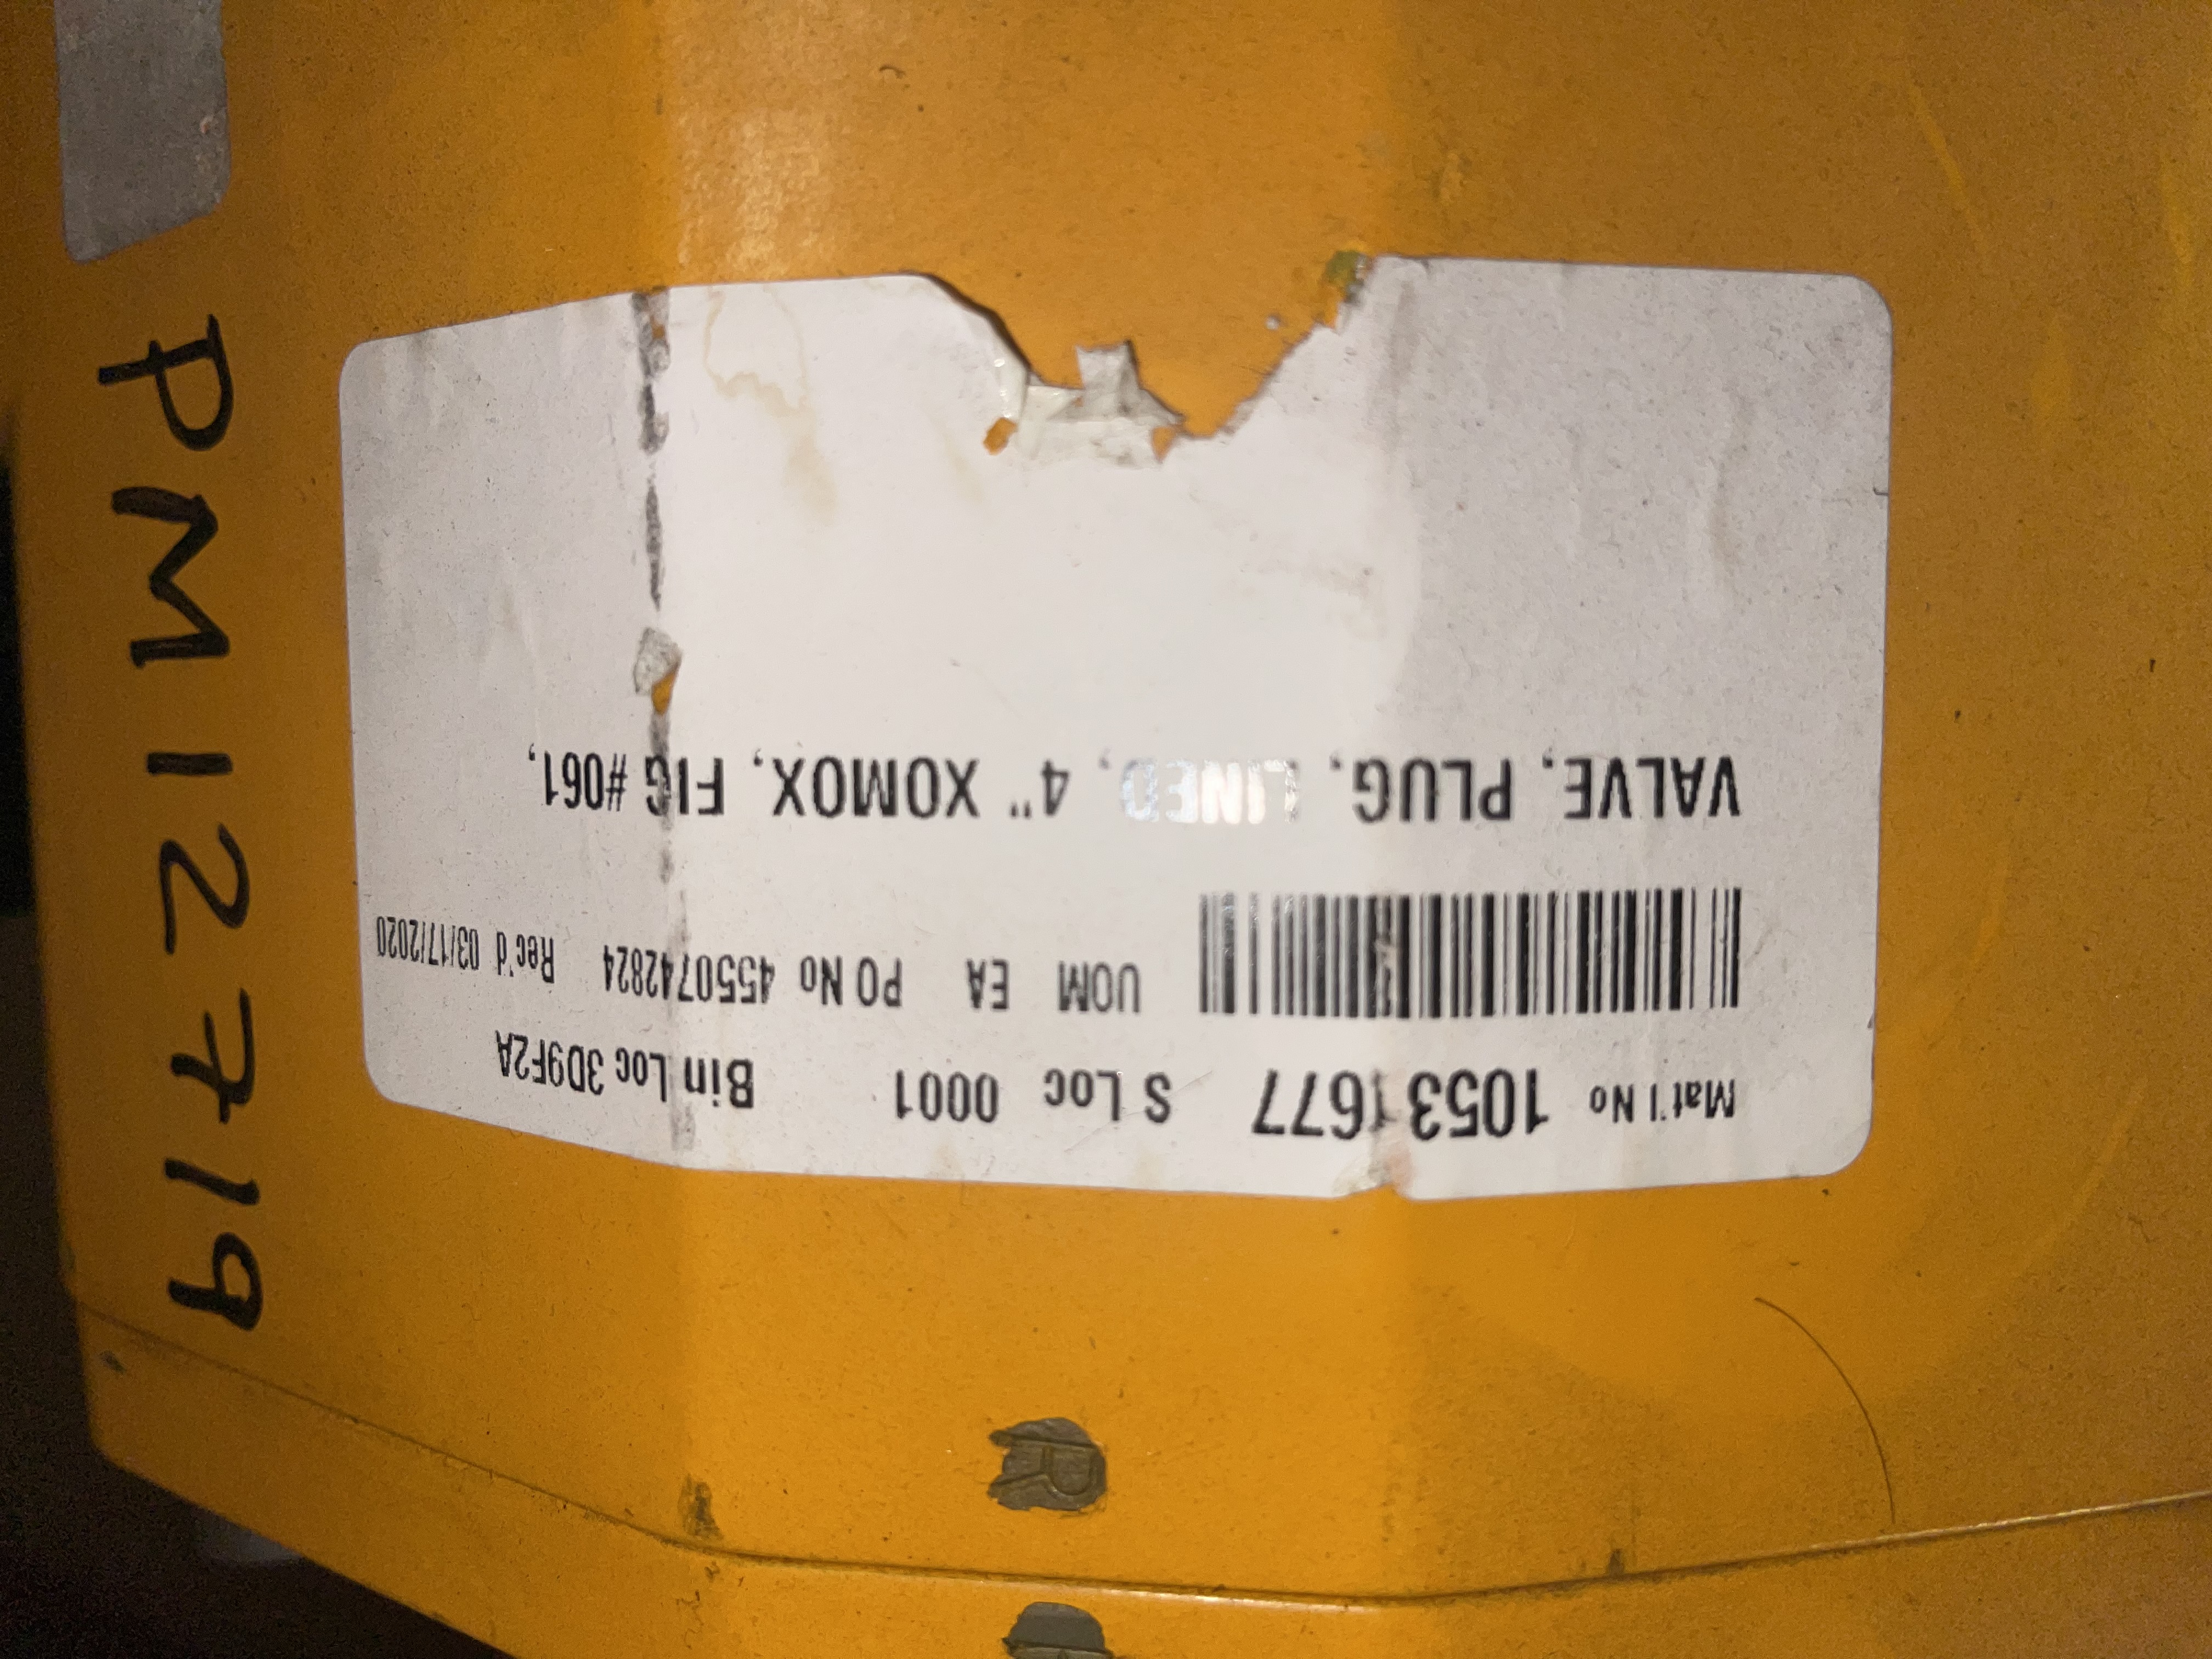 Mat'l No 10531677 S Loc 0001 Bin Loc 3D9F2A
UOM EA PO No 4550742824 Rec'd 03/17/2020
VALVE, PLUG, LINED, 4" XOMOX, FIG #061,
PM12719
R